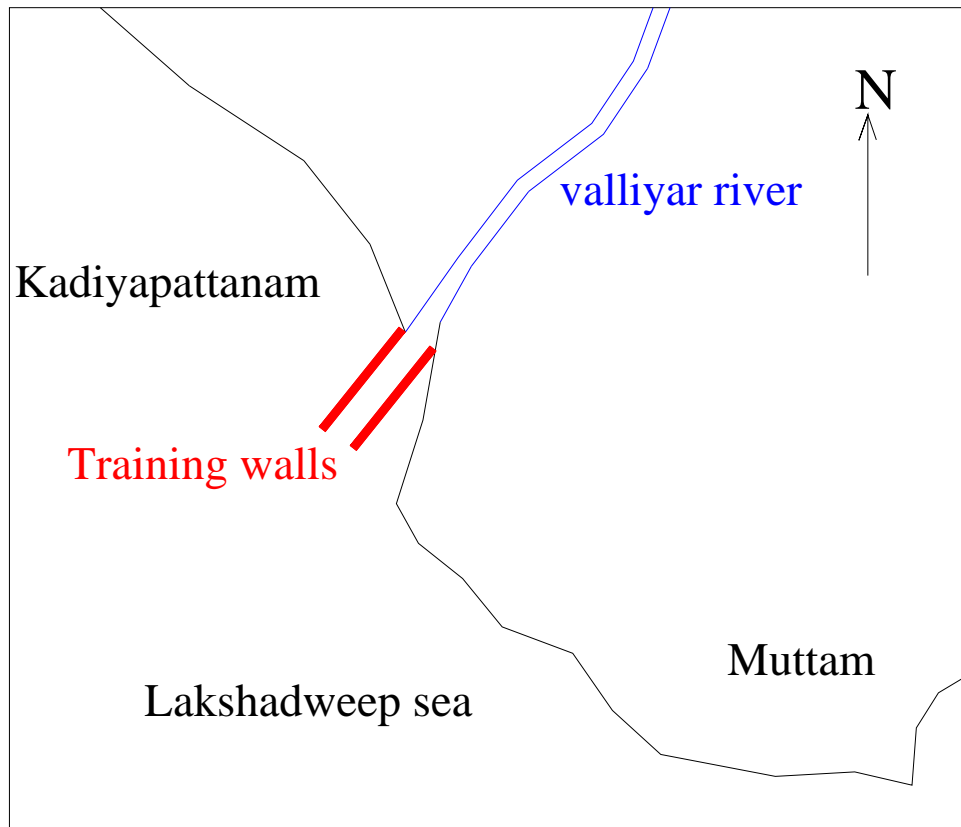 N
valliyar river
Kadiyapattanam
Training walls
Muttam
Lakshadweep sea